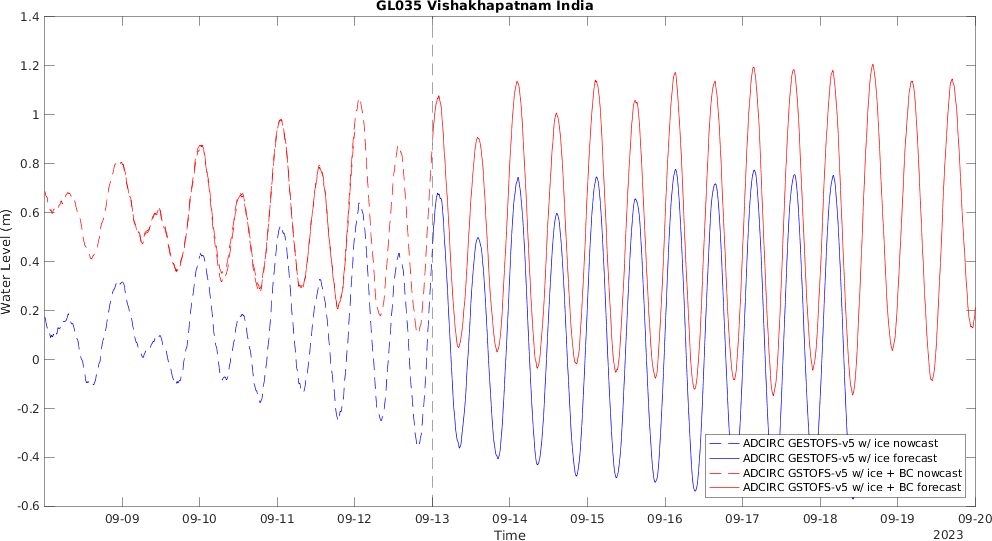 GL035 Vishakhapatnam India
1.4
1.2
1
0.8
0.6
0.4
0.2
0
-0.2
-0.4
-0.6
Water Level (m)
ADCIRC GESTOFS-v5 w/ ice nowcast
ADCIRC GESTOFS-v5 w/ ice forecast
ADCIRC GSTOFS-v5 w/ ice + BC nowcast
ADCIRC GSTOFS-v5 w/ ice + BC forecast
09-09 09-10 09-11 09-12 09-13 09-14 09-15 09-16 09-17 09-18 09-19 09-20
Time
2023